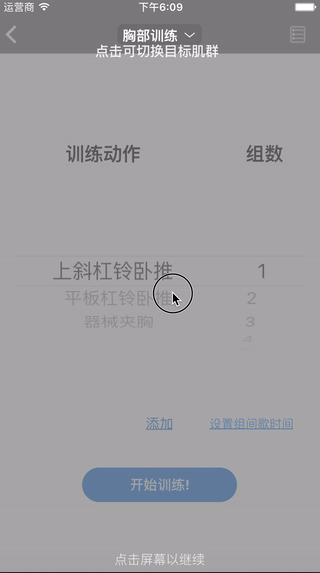 运营商 下午6:09
胸部训练
点击可切换目标肌群
训练动作 组数
上斜杠铃卧推 1
平板杠铃卧推 2
器械夹胸 3
4
添加 设置组间歇时间
开始训练!
点击屏幕以继续